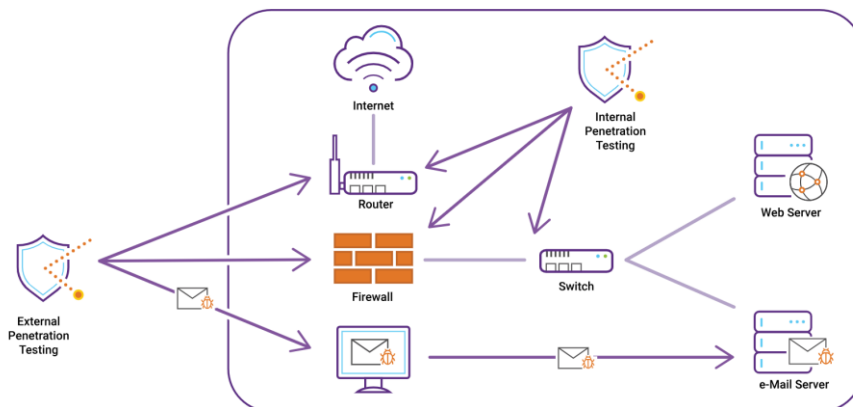 Internet
Internal
Penetration
Testing
Router
Web Server
External
Penetration
Testing
Firewall
Switch
e-Mail Server